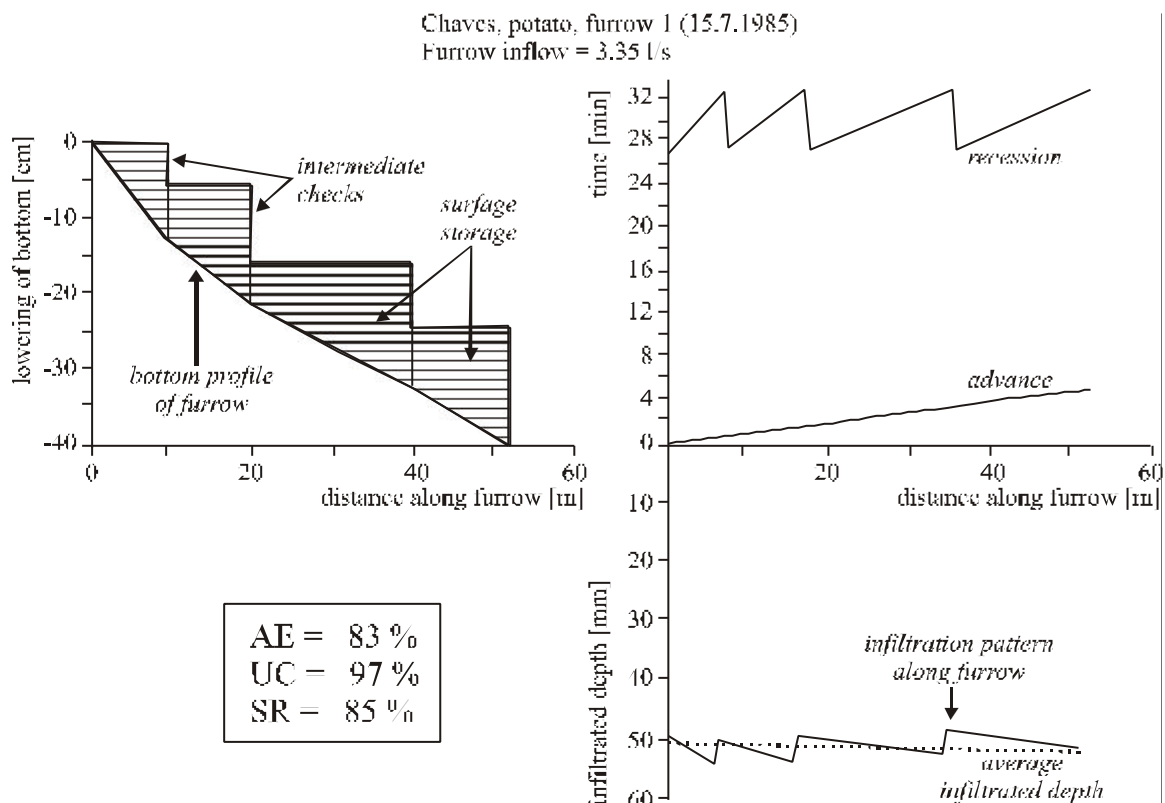 Chaves, potato, furrow 1 (15.7.1985)
Furrow inflow = 3.35 l/s
lowering of bottom [cm]
0
-10
-20
-30
-40
0
20
40
60
distance along furrow [m]
intermediate
checks
surfage
storage
bottom profile
of furrow
time [min]
32
28
24
20
16
12
8
4
0
recession
advance
20
40
60
distance along furrow [m]
infiltrated depth [mm]
10
20
30
40
50
60
infiltration pattern
along furrow
average
infiltrated depth
AE = 83 %
UC = 97 %
SR = 85 %